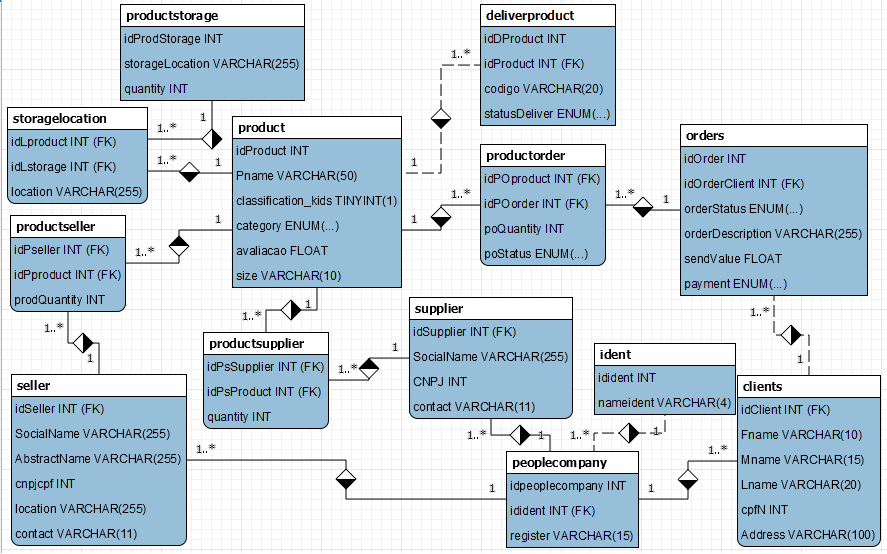 productstorage
idProdStorage INT
storageLocation VARCHAR(255)
quantity INT
deliverproduct
idDProduct INT
idProduct INT (FK)
codigo VARCHAR(20)
statusDeliver ENUM(...)
1..*
1
storagelocation
idLproduct INT (FK)
idLstorage INT (FK)
location VARCHAR(255)
1..*
1
1..*
1
product
idProduct INT
Pname VARCHAR(50)
classification_kids TINYINT(1)
category ENUM(...)
avaliacao FLOAT
size VARCHAR(10)
productorder
idPOproduct INT (FK)
idPOorder INT (FK)
poQuantity INT
poStatus ENUM(...)
1
1..*
1..*
1
orders
idOrder INT
idOrderClient INT (FK)
orderStatus ENUM(...)
orderDescription VARCHAR(255)
sendValue FLOAT
payment ENUM(...)
productseller
idPseller INT (FK)
idPproduct INT (FK)
prodQuantity INT
1
1..*
1..*
1
1..*
1
productsupplier
idPsSupplier INT (FK)
idPsProduct INT (FK)
quantity INT
1..*
1
supplier
idSupplier INT (FK)
SocialName VARCHAR(255)
CNPJ INT
contact VARCHAR(11)
ident
idident INT
nameident VARCHAR(4)
1..*
1
seller
idSeller INT (FK)
SocialName VARCHAR(255)
AbstractName VARCHAR(255)
cnpjcpf INT
location VARCHAR(255)
contact VARCHAR(11)
clients
idClient INT (FK)
Fname VARCHAR(10)
Mname VARCHAR(15)
Lname VARCHAR(20)
cpfN INT
Address VARCHAR(100)
1..*
1
1..*
1
1..*
1
1
1..*
peoplecompany
idpeoplecompany INT
idident INT (FK)
register VARCHAR(15)